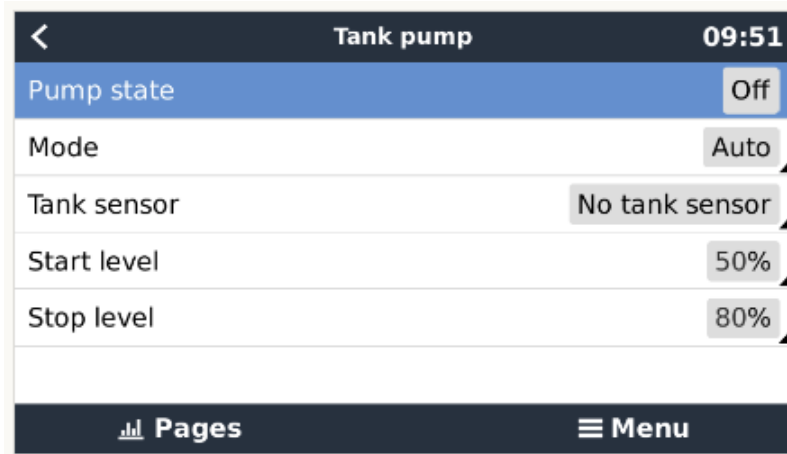 Tank pump 09:51
Pump state Off
Mode Auto
Tank sensor No tank sensor
Start level 50%
Stop level 80%
Pages Menu